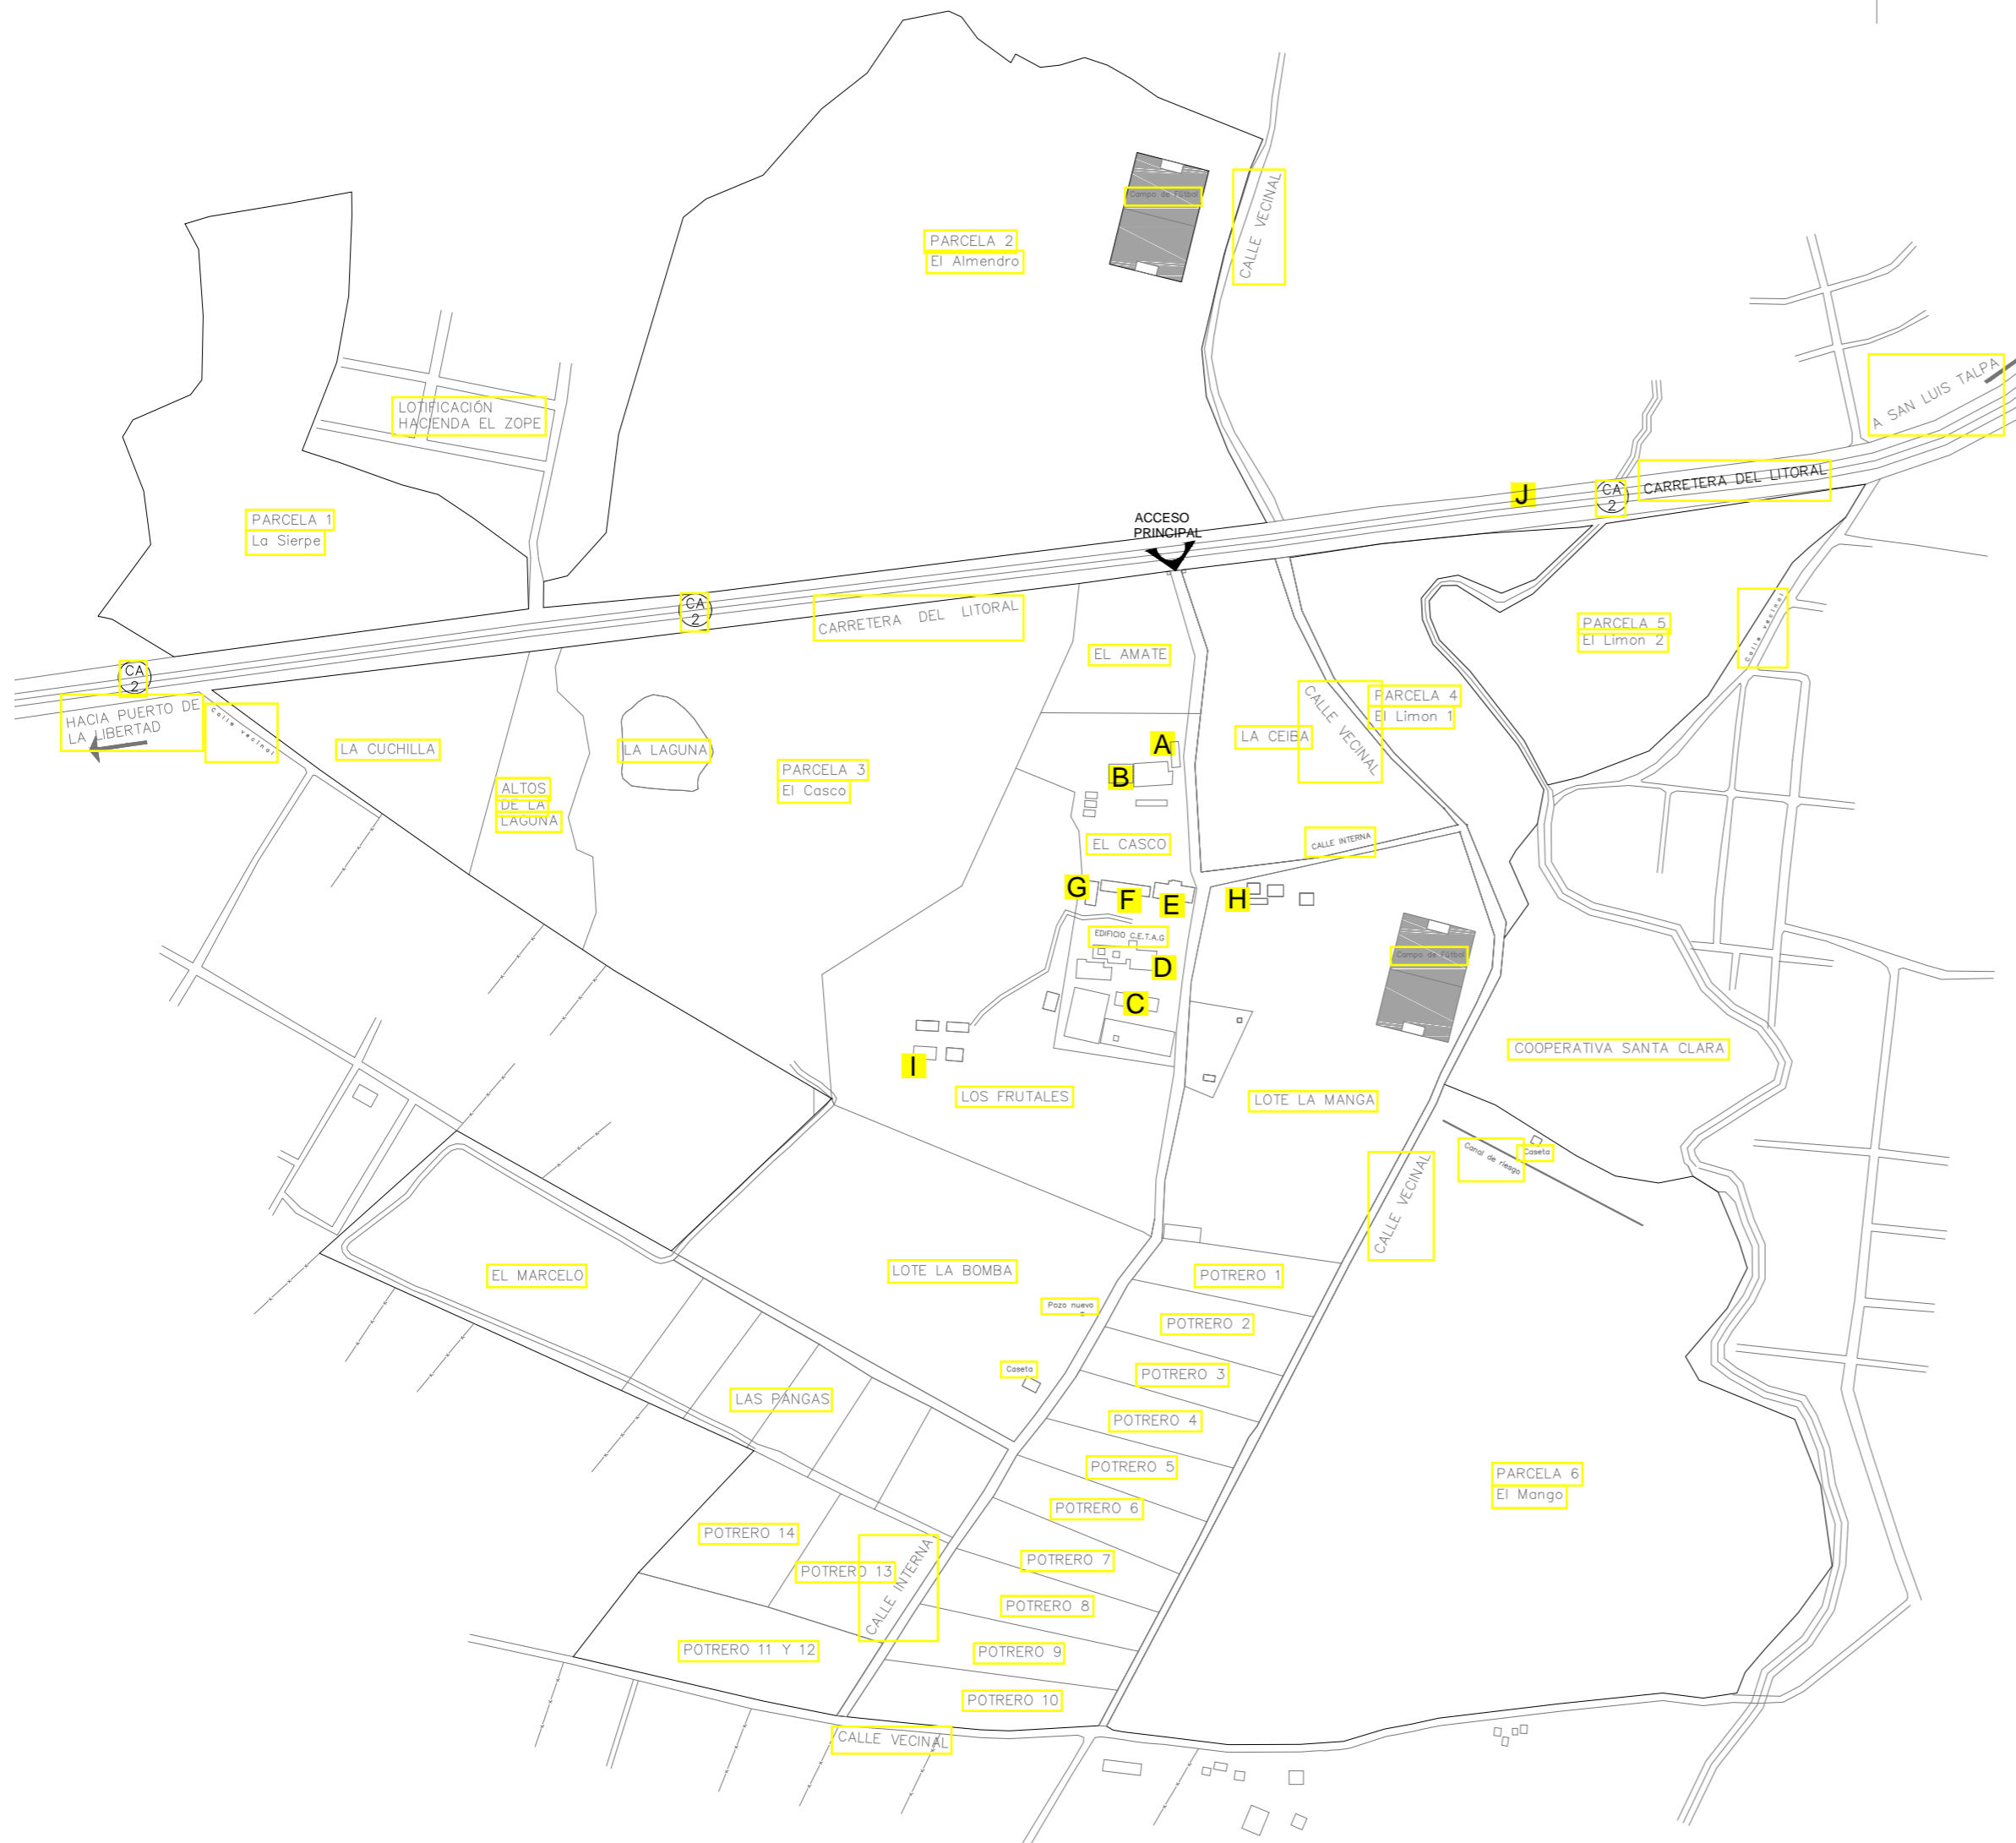 Campo de Fútbol
CALLE VECINAL
PARCELA 2
El Almendro
A SAN LUIS TALPA
LOTIFICACIÓN
HACIENDA EL ZOPE
CARRETERA DEL LITORAL
J
CA
2
PARCELA 1
La Sierpe
ACCESO
PRINCIPAL
CA
2
CARRETERA DEL LITORAL
PARCELA 5
El Limon 2
Calle vecinal
EL AMATE
CA
2
HACIA PUERTO DE
LA LIBERTAD
Calle vecinal
PARCELA 4
El Limon 1
CALLE VECINAL
LA CUCHILLA
LA LAGUNA
LA CEIBA
A
B
PARCELA 3
El Casco
ALTOS
DE LA
LAGUNA
EL CASCO
CALLE INTERNA
G
F
E
H
EDIFICIO C.E.T.A.G
D
Campo de Fútbol
C
I
COOPERATIVA SANTA CLARA
LOS FRUTALES
LOTE LA MANGA
Canal de riesgo
Caseta
CALLE VECINAL
EL MARCELO
LOTE LA BOMBA
POTRERO 1
Pozo nuevo
POTRERO 2
Caseta
POTRERO 3
LAS PANGAS
POTRERO 4
POTRERO 5
PARCELA 6
El Mango
POTRERO 6
POTRERO 14
POTRERO 7
POTRERO 13
CALLE INTERNA
POTRERO 8
POTRERO 11 Y 12
POTRERO 9
POTRERO 10
CALLE VECINAL